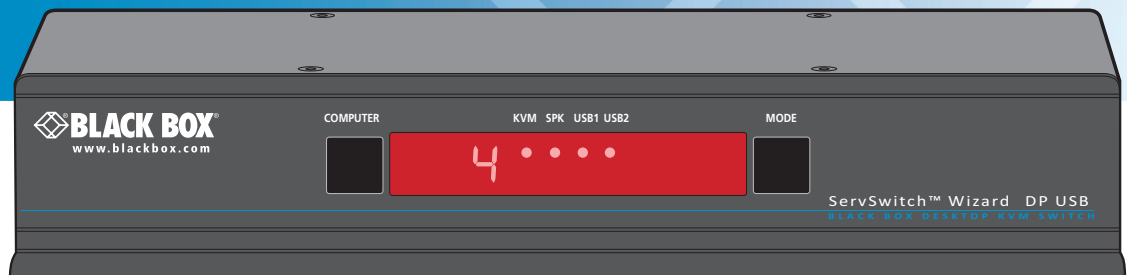 BLACK BOX®
www.blackbox.com
COMPUTER
KVM SPK USB1 USB2
MODE
4
ServSwitch™ Wizard DP USB
BLACK BOX DESKTOP KVM SWITCH